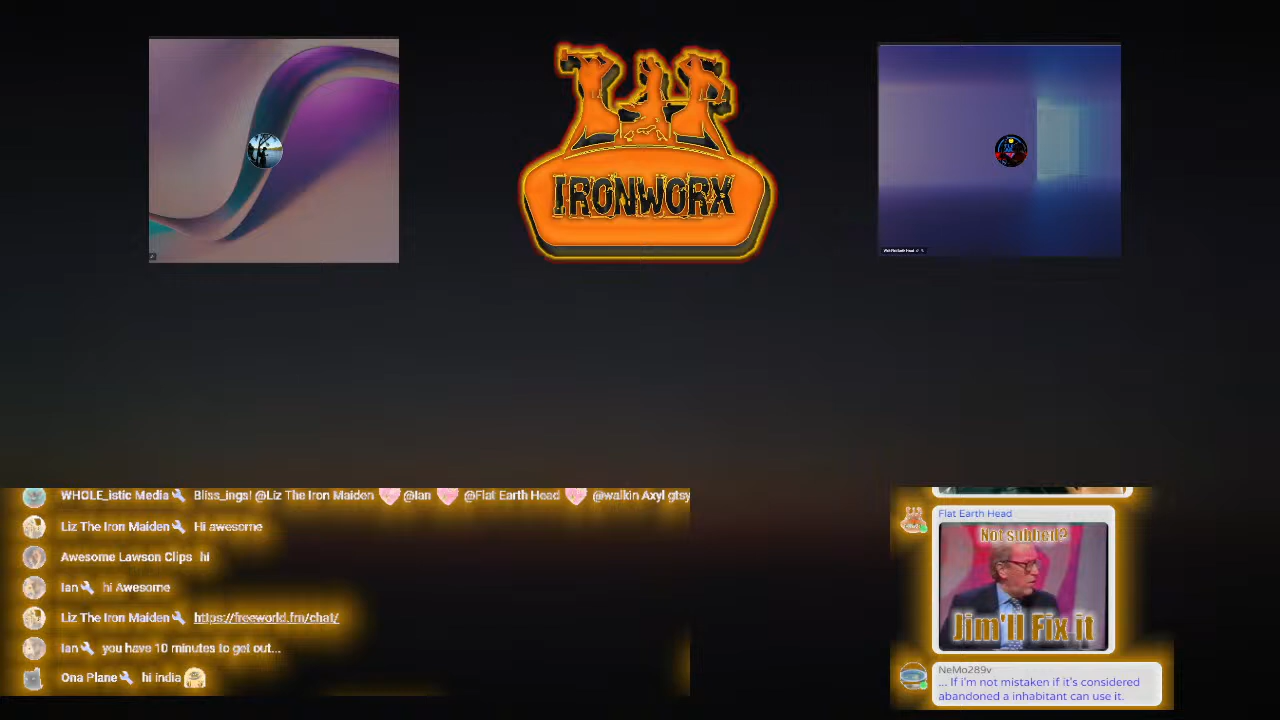 IRONWORX
WHOLE_istic Media Bliss_ings! @Liz The Iron Maiden @Ian @Flat Earth Head @walkin Axyl gtsy
Liz The Iron Maiden Hi awesome
Awesome Lawson Clips hi
Ian hi Awesome
Liz The Iron Maiden https://freeworld.fm/chat/
Ian you have 10 minutes to get out...
Ona Plane hi india
Flat Earth Head
Not subbed?
Jim'll Fix it
NeMo289v
... If i'm not mistaken if it's considered
abandoned a inhabitant can use it.